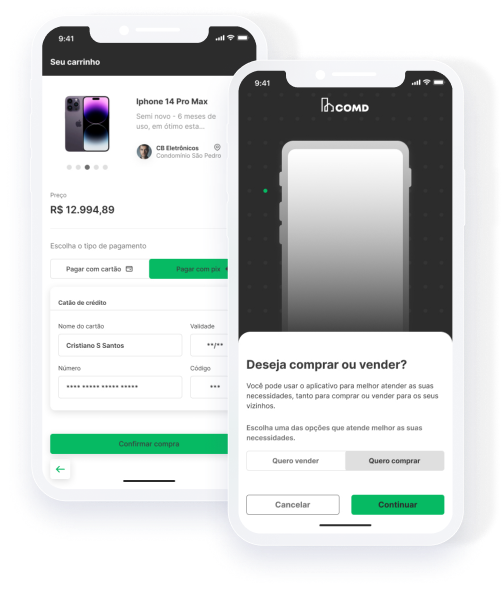 9:41
Seu carrinho
Iphone 14 Pro Max
Semi novo - 6 meses de
uso, em ótimo esta...
CB Eletrônicos
Condomínio São Pedro
Preço
R$ 12.994,89
Escolha o tipo de pagamento
Pagar com cartão
Pagar com pix
Catão de crédito
Nome do cartão
Validade
Cristiano S Santos
**/**
Número
Código
**** ***** ***** *****
***
Confirmar compra
9:41
COMD
Deseja comprar ou vender?
Você pode usar o aplicativo para melhor atender as suas
necessidades, tanto para comprar ou vender para os seus
vizinhos.
Escolha uma das opções que atende melhor as suas
necessidades.
Quero vender
Quero comprar
Cancelar
Continuar